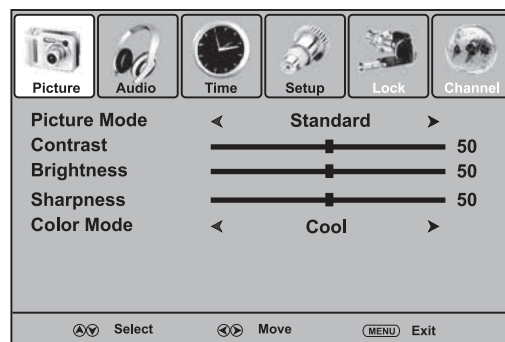 Picture Audio Time Setup Lock Channel
Picture Mode Standard
Contrast 50
Brightness 50
Sharpness 50
Color Mode Cool
Select Move MENU Exit